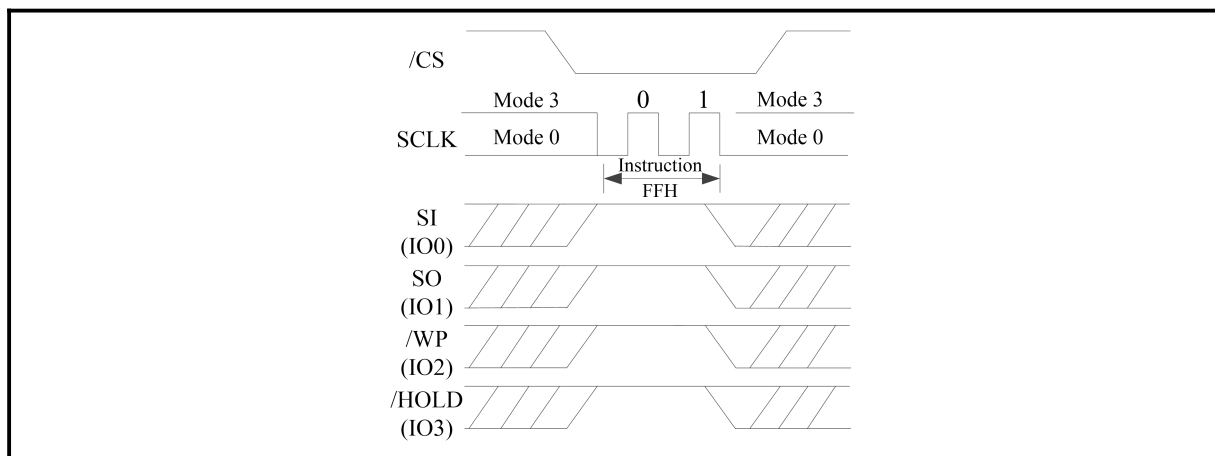 /CS
Mode 3 0 1 Mode 3
SCLK Mode 0 Mode 0
Instruction
FFH
SI
(IO0)
SO
(IO1)
/WP
(IO2)
/HOLD
(IO3)